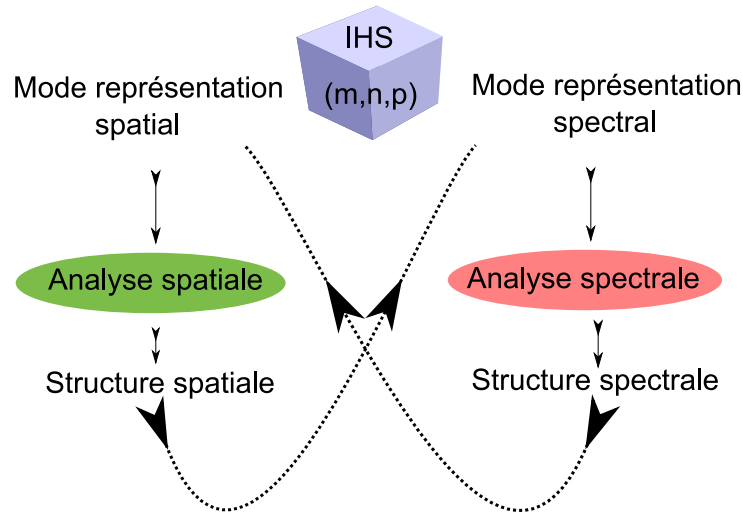 IHS
(m,n,p)
Mode représentation
spatial
Mode représentation
spectral
Analyse spatiale
Analyse spectrale
Structure spatiale
Structure spectrale